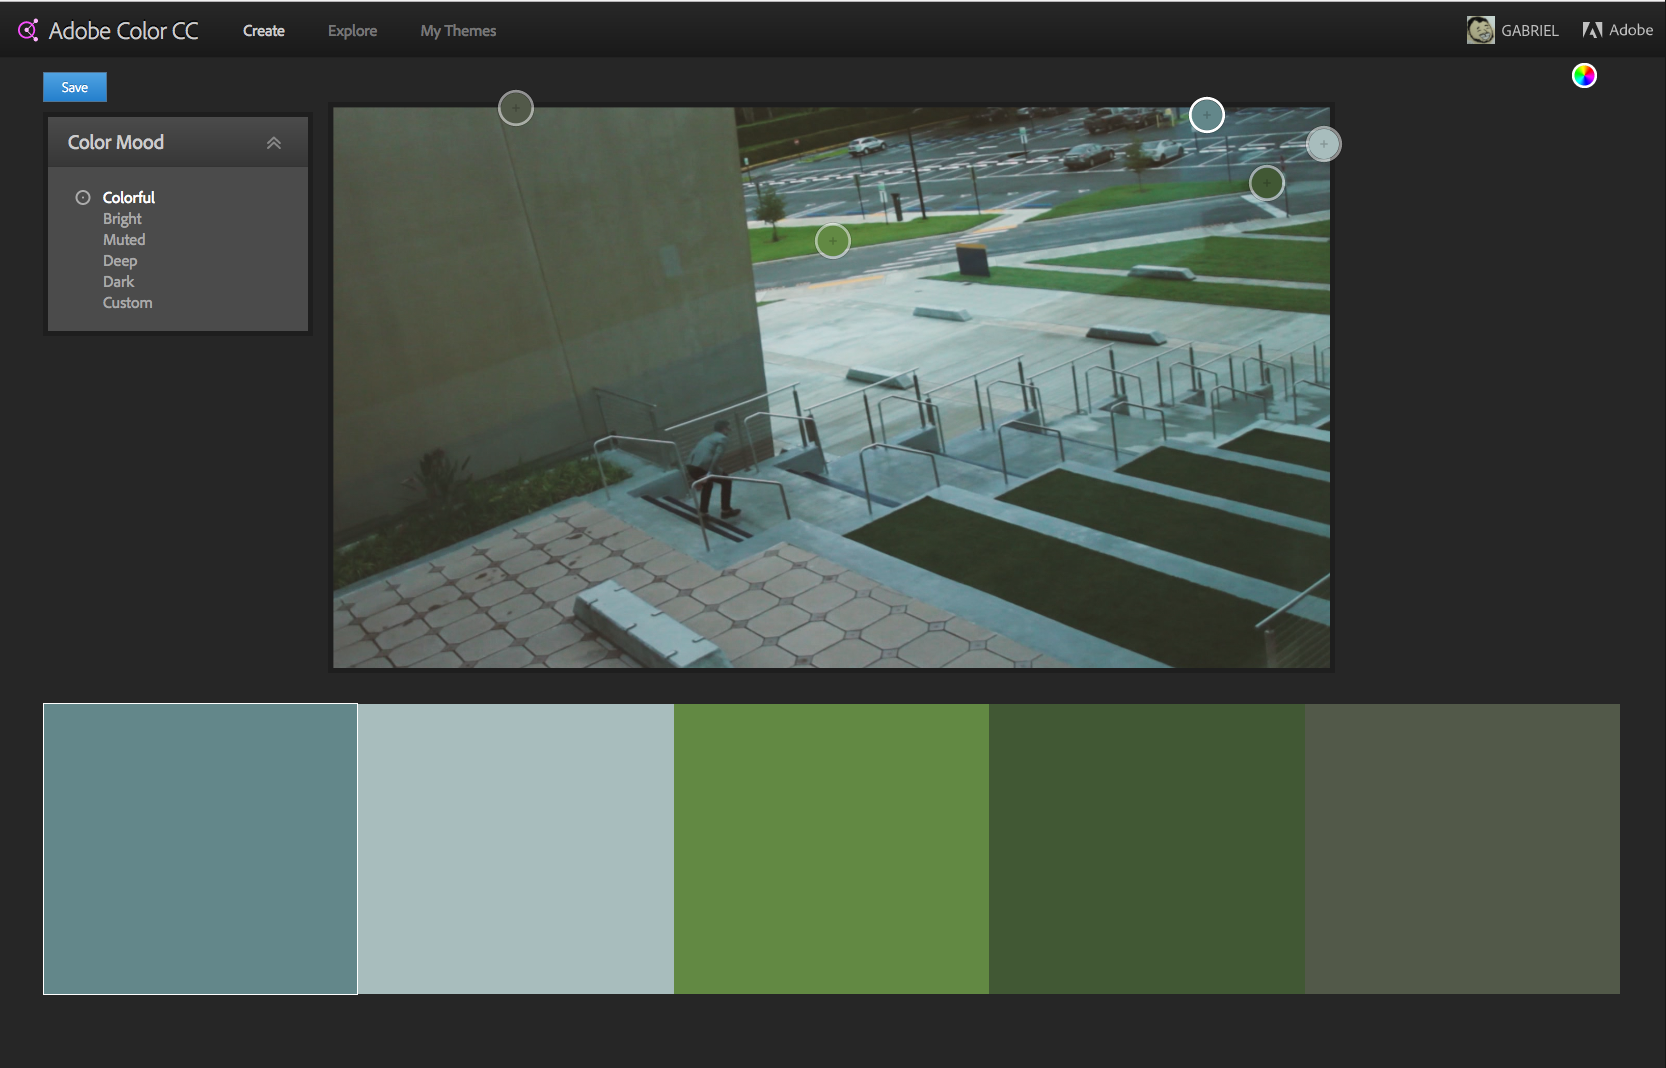 Adobe Color CC Create Explore My Themes GABRIEL Adobe
Save
Color Mood
Colorful
Bright
Muted
Deep
Dark
Custom